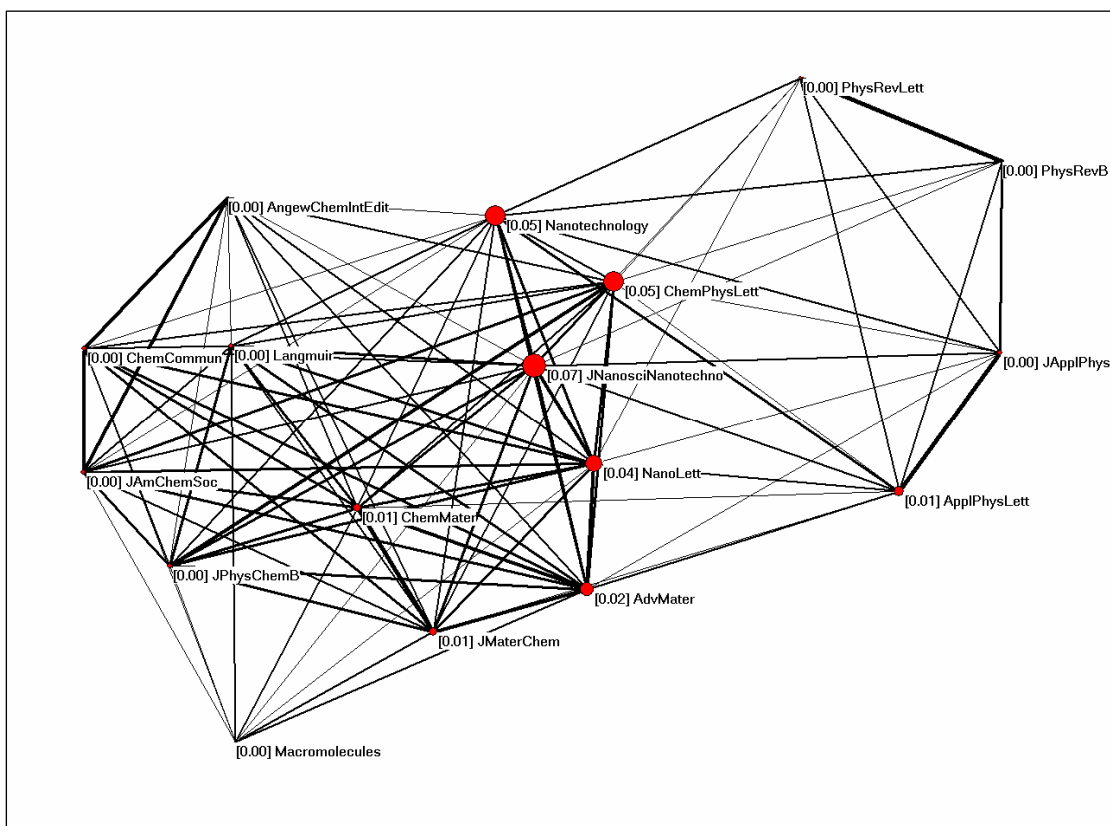 [0.00] PhysRevLett
[0.00] PhysRevB
[0.00] AngewChemIntEdit
[0.05] Nanotechnology
[0.05] ChemPhysLett
[0.00] ChemCommun
[0.00] Langmuir
[0.00] JApplPhys
[0.07] JNanosciNanotechno
[0.04] NanoLett
[0.00] JAmChemSoc
[0.01] ApplPhysLett
[0.01] ChemMater
[0.00] JPhysChemB
[0.02] AdvMater
[0.01] JMaterChem
[0.00] Macromolecules